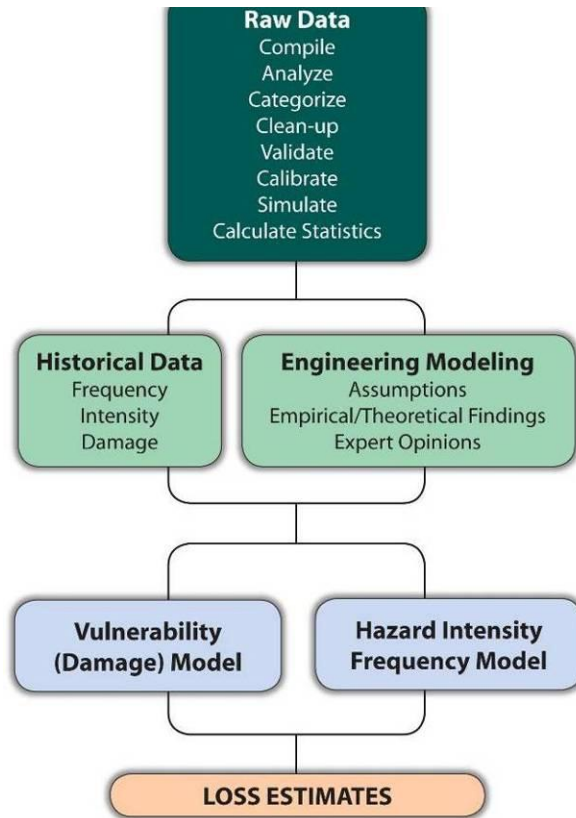 Raw Data
Compile
Analyze
Categorize
Clean-up
Validate
Calibrate
Simulate
Calculate Statistics
Historical Data
Frequency
Intensity
Damage
Engineering Modeling
Assumptions
Empirical/Theoretical Findings
Expert Opinions
Vulnerability
(Damage) Model
Hazard Intensity
Frequency Model
LOSS ESTIMATES